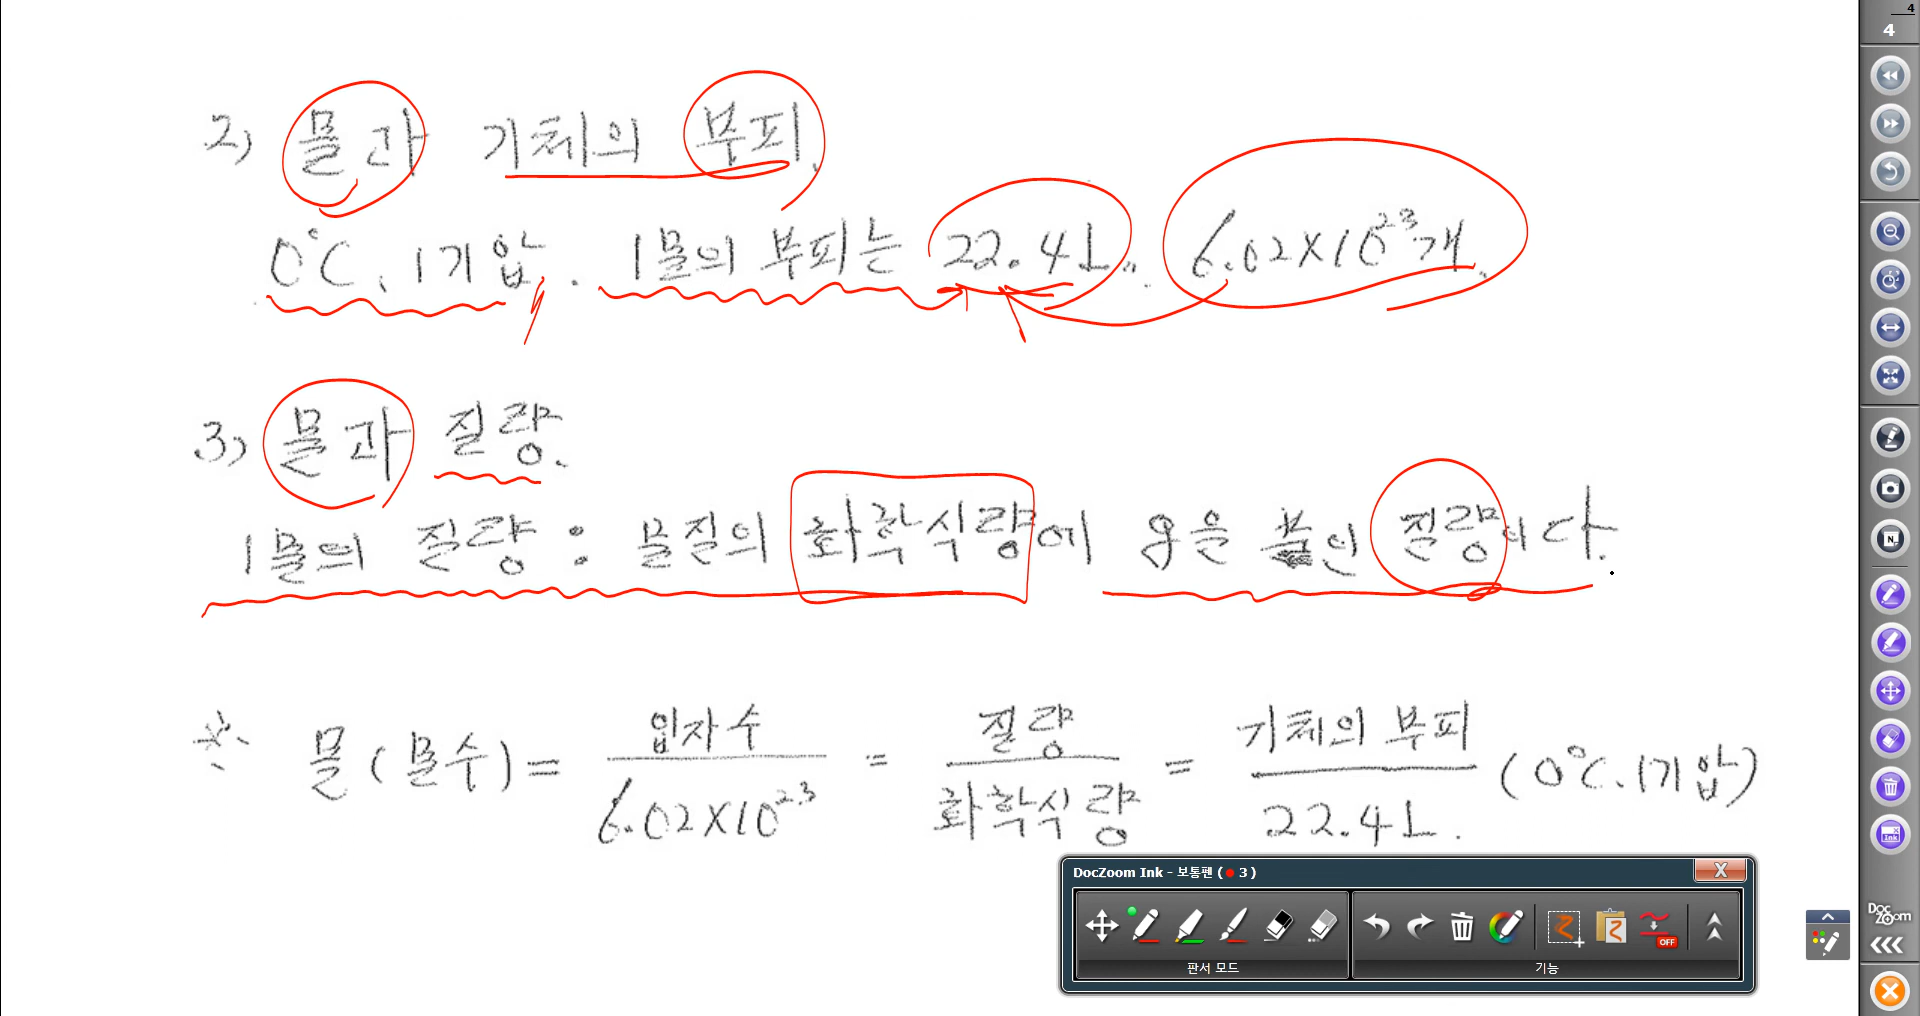 4
4
2) 몰과 기체의 부피.
0℃, 1기압. 1몰의 부피는 22.4L. 6.02×10²³개.
3) 몰과 질량.
1몰의 질량 : 물질의 화학식량에 g을 붙인 질량이다.
※ 몰(몰수) = 입자수 / 6.02×10²³ = 질량 / 화학식량 = 기체의 부피 / 22.4L. (0℃, 1기압)
DocZoom Ink - 보통펜 ( 3 )
OFF
판서 모드
기능
N
Ink
DocZoom